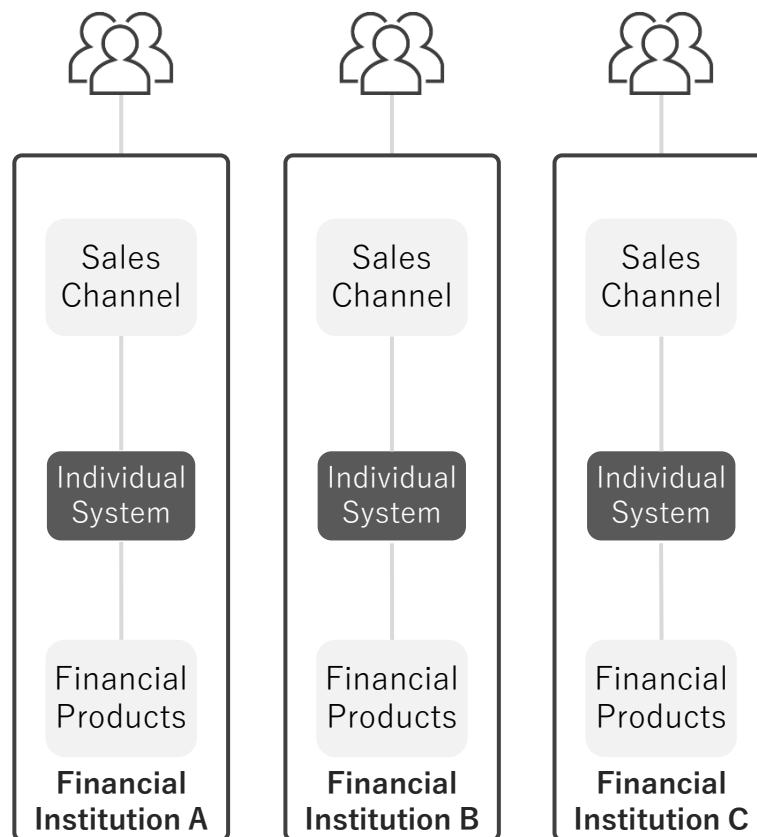 Sales
Channel
Individual
System
Financial
Products
Financial
Institution A
Sales
Channel
Individual
System
Financial
Products
Financial
Institution B
Sales
Channel
Individual
System
Financial
Products
Financial
Institution C